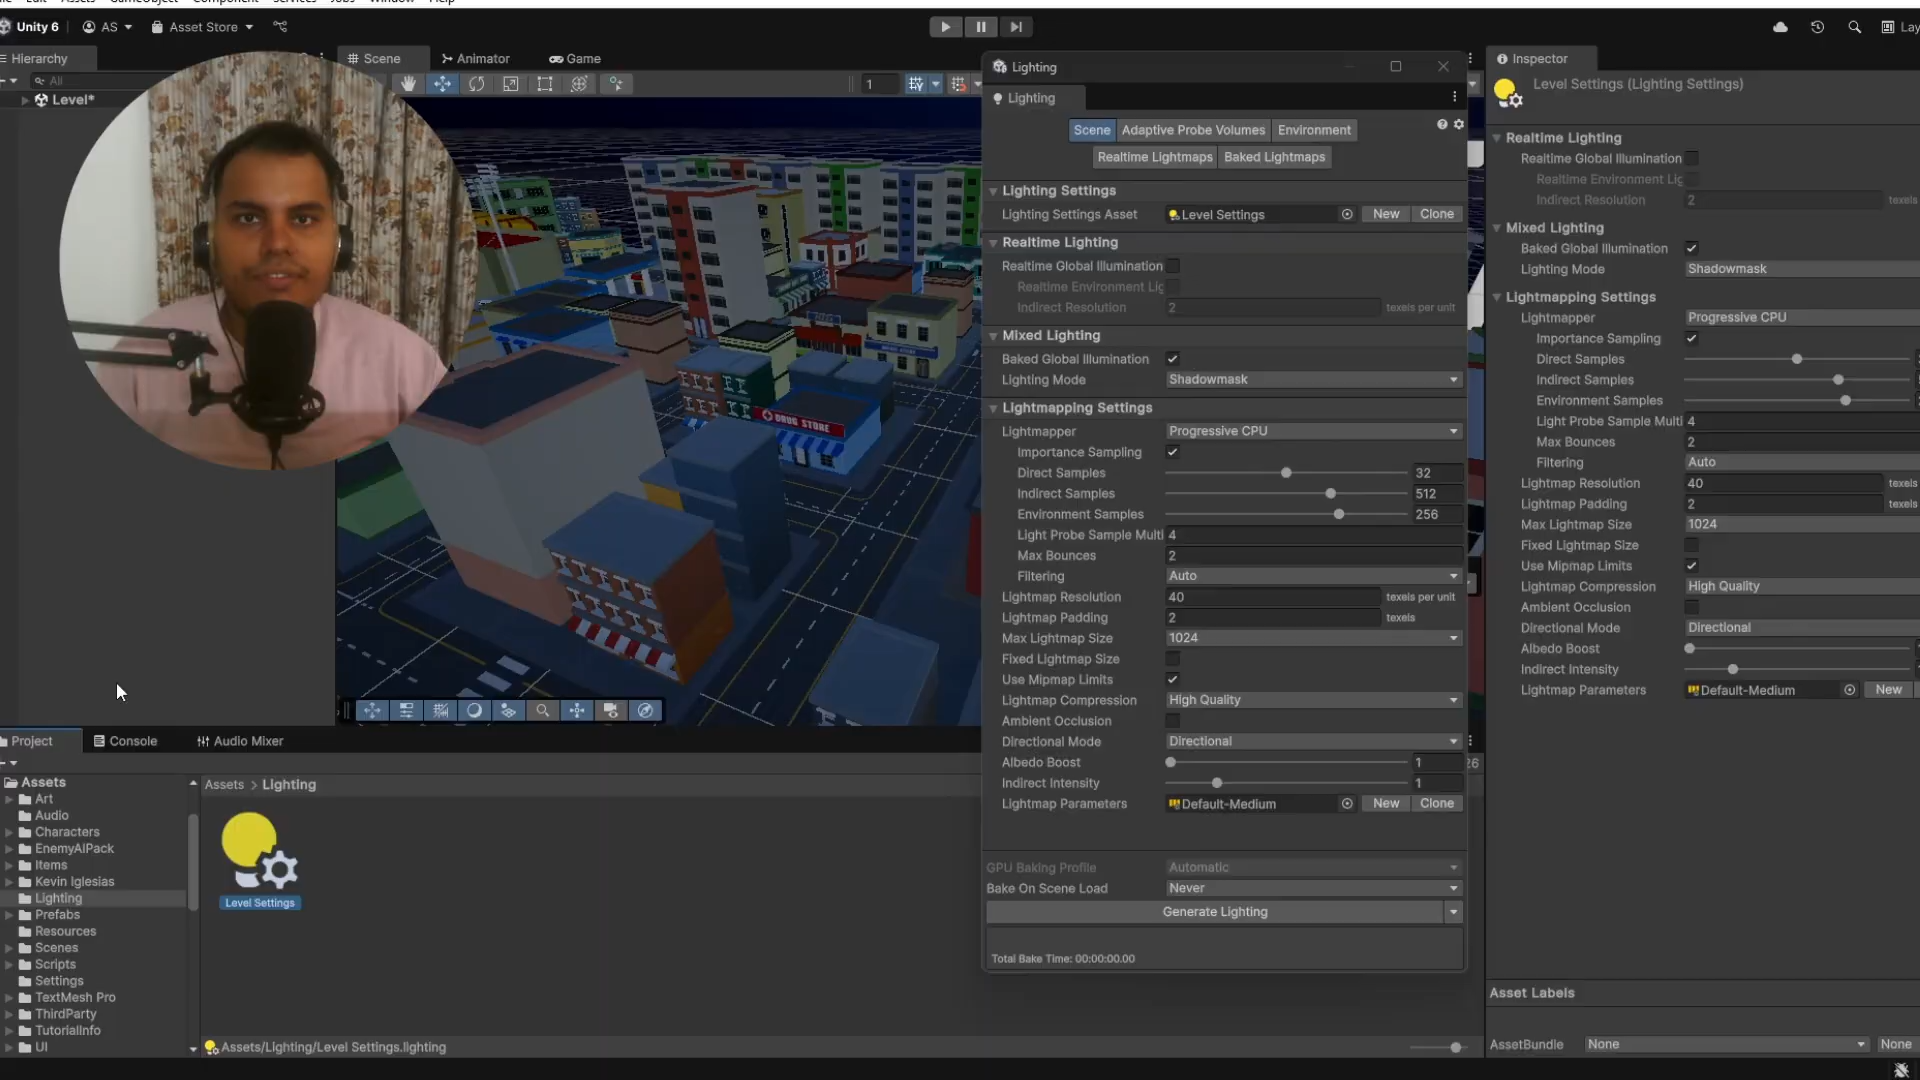 Unity 6
AS
Asset Store
Lay
Hierarchy
Scene
Animator
Game
All
1
Level*
DRUG STORE
Lighting
Lighting
Scene
Adaptive Probe Volumes
Environment
Realtime Lightmaps
Baked Lightmaps
Lighting Settings
Lighting Settings Asset
Level Settings
New
Clone
Realtime Lighting
Realtime Global Illumination
Realtime Environment Lig
Indirect Resolution
2
texels per unit
Mixed Lighting
Baked Global Illumination
Lighting Mode
Shadowmask
Lightmapping Settings
Lightmapper
Progressive CPU
Importance Sampling
Direct Samples
32
Indirect Samples
512
Environment Samples
256
Light Probe Sample Multi
4
Max Bounces
2
Filtering
Auto
Lightmap Resolution
40
texels per unit
Lightmap Padding
2
texels
Max Lightmap Size
1024
Fixed Lightmap Size
Use Mipmap Limits
Lightmap Compression
High Quality
Ambient Occlusion
Directional Mode
Directional
Albedo Boost
1
Indirect Intensity
1
Lightmap Parameters
Default-Medium
New
Clone
GPU Baking Profile
Automatic
Bake On Scene Load
Never
Generate Lighting
Total Bake Time: 00:00:00.00
Inspector
Level Settings (Lighting Settings)
Realtime Lighting
Realtime Global Illumination
Realtime Environment Lig
Indirect Resolution
2
texels
Mixed Lighting
Baked Global Illumination
Lighting Mode
Shadowmask
Lightmapping Settings
Lightmapper
Progressive CPU
Importance Sampling
Direct Samples
Indirect Samples
Environment Samples
Light Probe Sample Multi
4
Max Bounces
2
Filtering
Auto
Lightmap Resolution
40
texels
Lightmap Padding
2
texels
Max Lightmap Size
1024
Fixed Lightmap Size
Use Mipmap Limits
Lightmap Compression
High Quality
Ambient Occlusion
Directional Mode
Directional
Albedo Boost
Indirect Intensity
Lightmap Parameters
Default-Medium
New
Asset Labels
AssetBundle
None
None
Project
Console
Audio Mixer
26
Assets
Art
Audio
Characters
EnemyAIPack
Items
Kevin Iglesias
Lighting
Prefabs
Resources
Scenes
Scripts
Settings
TextMesh Pro
ThirdParty
TutorialInfo
UI
Assets > Lighting
Level Settings
Assets/Lighting/Level Settings.lighting